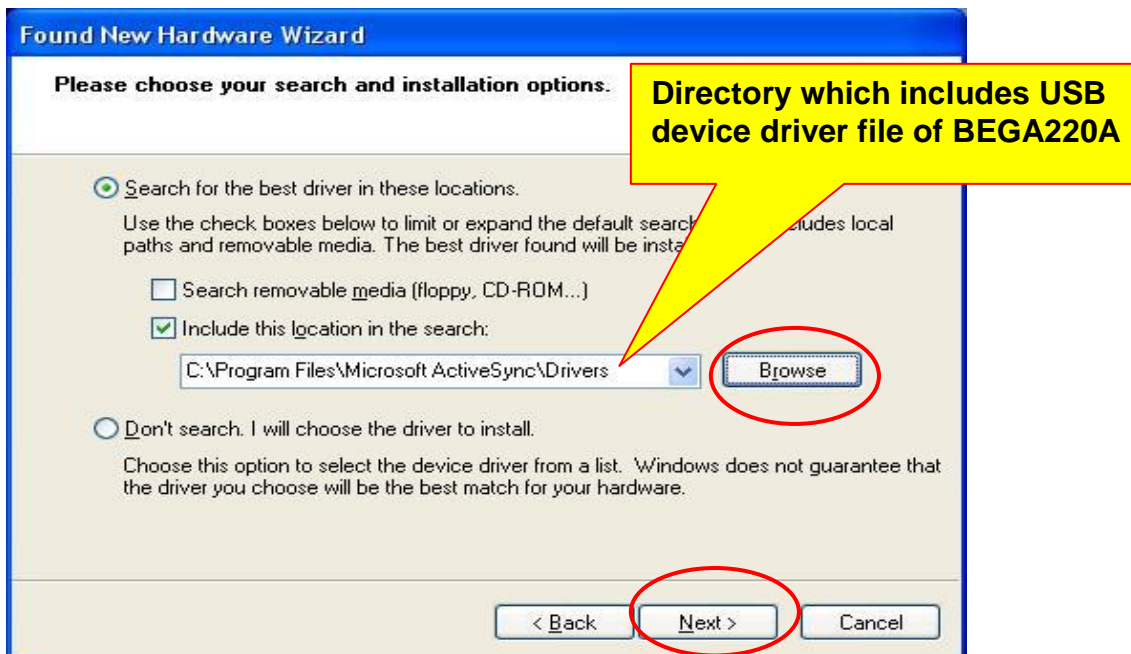 Found New Hardware Wizard
Please choose your search and installation options.
Directory which includes USB
device driver file of BEGA220A
Search for the best driver in these locations.
Use the check boxes below to limit or expand the default search
paths and removable media. The best driver found will be
Search removable media (floppy, CD-ROM...)
Include this location in the search:
C:\Program Files\Microsoft ActiveSync\Drivers
Browse
Don't search. I will choose the driver to install.
Choose this option to select the device driver from a list. Windows does not guarantee that
the driver you choose will be the best match for your hardware.
< Back
Next >
Cancel